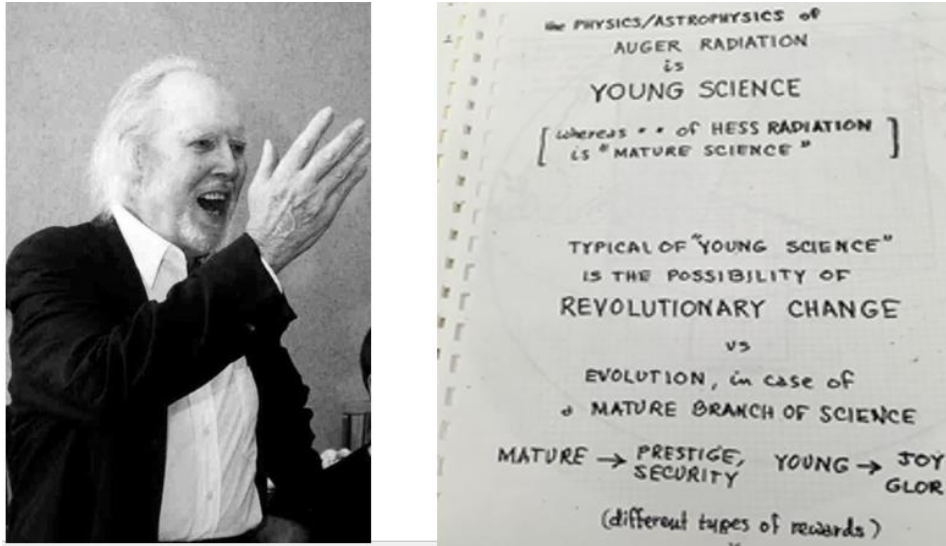 the PHYSICS/ASTROPHYSICS of
AUGER RADIATION
is
YOUNG SCIENCE
[whereas " " of HESS RADIATION
is "MATURE SCIENCE"]
TYPICAL OF "YOUNG SCIENCE"
IS THE POSSIBILITY OF
REVOLUTIONARY CHANGE
vs
EVOLUTION, in case of
a MATURE BRANCH OF SCIENCE
MATURE → PRESTIGE, YOUNG → JOY
SECURITY GLOR
(different types of rewards)